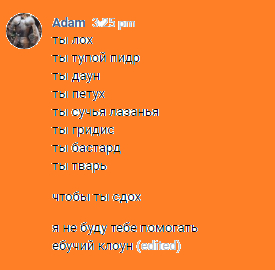 Adam 3:25 pm
ты лох
ты тупой пидр
ты даун
ты петух
ты сучья лазанья
ты гридис
ты бастард
ты тварь
чтобы ты сдох
я не буду тебе помогать
ебучий клоун (edited)